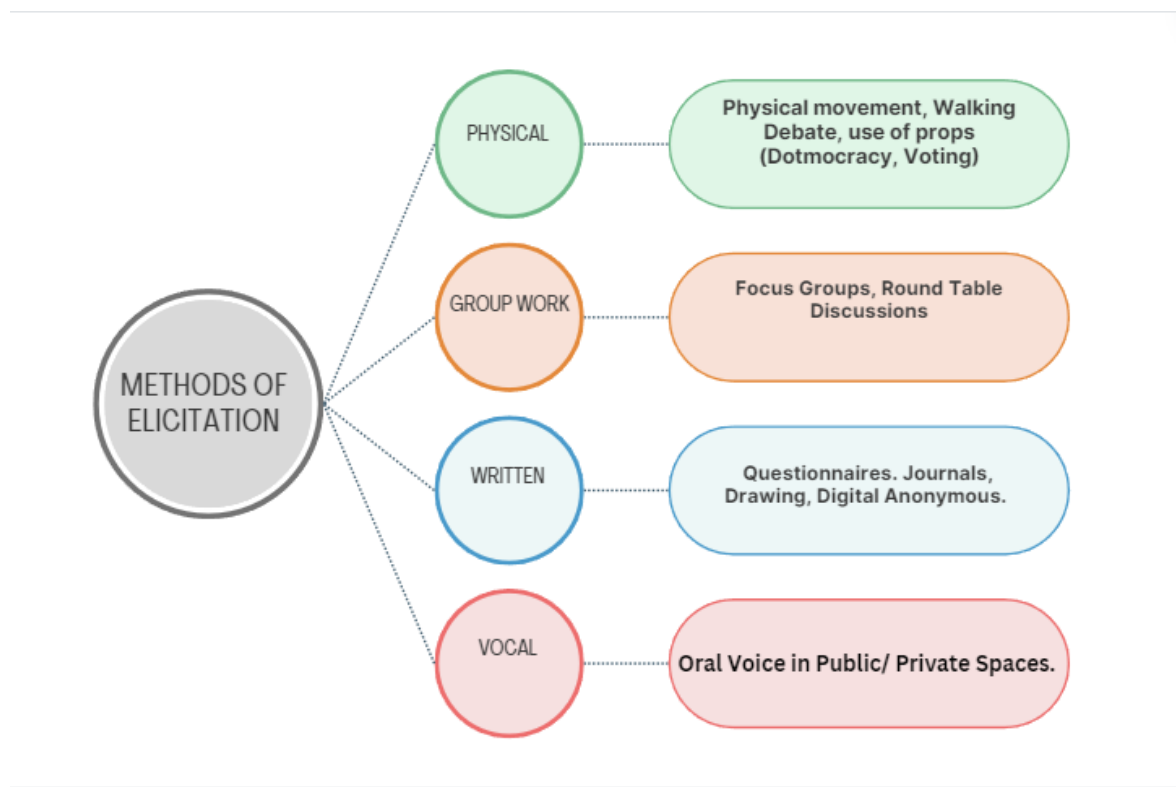 METHODS OF
ELICITATION
PHYSICAL
Physical movement, Walking
Debate, use of props
(Dotmocracy, Voting)
GROUP WORK
Focus Groups, Round Table
Discussions
WRITTEN
Questionnaires. Journals,
Drawing, Digital Anonymous.
VOCAL
Oral Voice in Public/ Private Spaces.